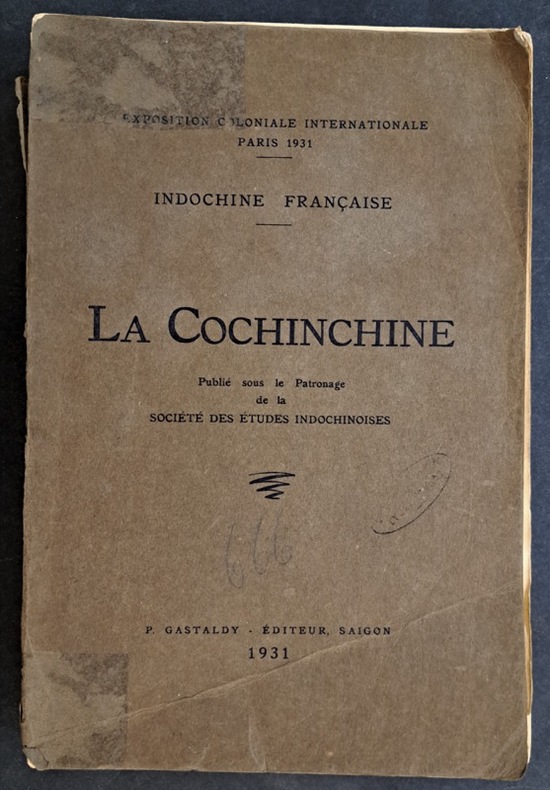 EXPOSITION COLONIALE INTERNATIONALE
PARIS 1931
INDOCHINE FRANÇAISE
LA COCHINCHINE
Publié sous le Patronage
de la
SOCIÉTÉ DES ÉTUDES INDOCHINOISES
666
P. GASTALDY - ÉDITEUR, SAIGON
1931